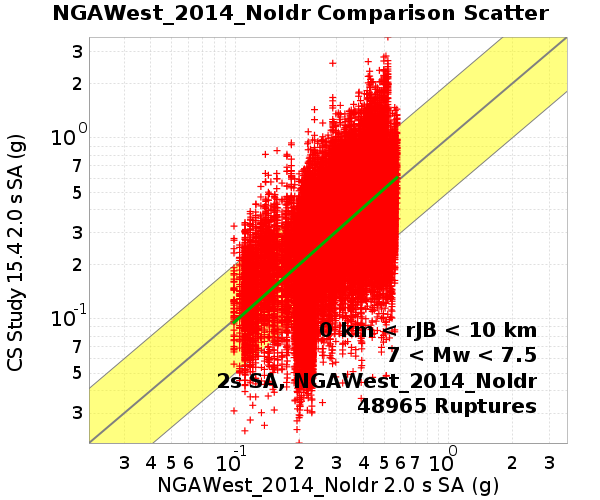 NGAWest_2014_NoIdr Comparison Scatter
3
2
10^0
7
5
3
2
10^-1
7
5
3
CS Study 15.4 2.0 s SA (g)
0 km < rJB < 10 km
7 < Mw < 7.5
2s SA, NGAWest_2014_NoIdr
48965 Ruptures
3 4 5 6 10^-1 2 3 4 5 6 7 10^0 2 3
NGAWest_2014_NoIdr 2.0 s SA (g)